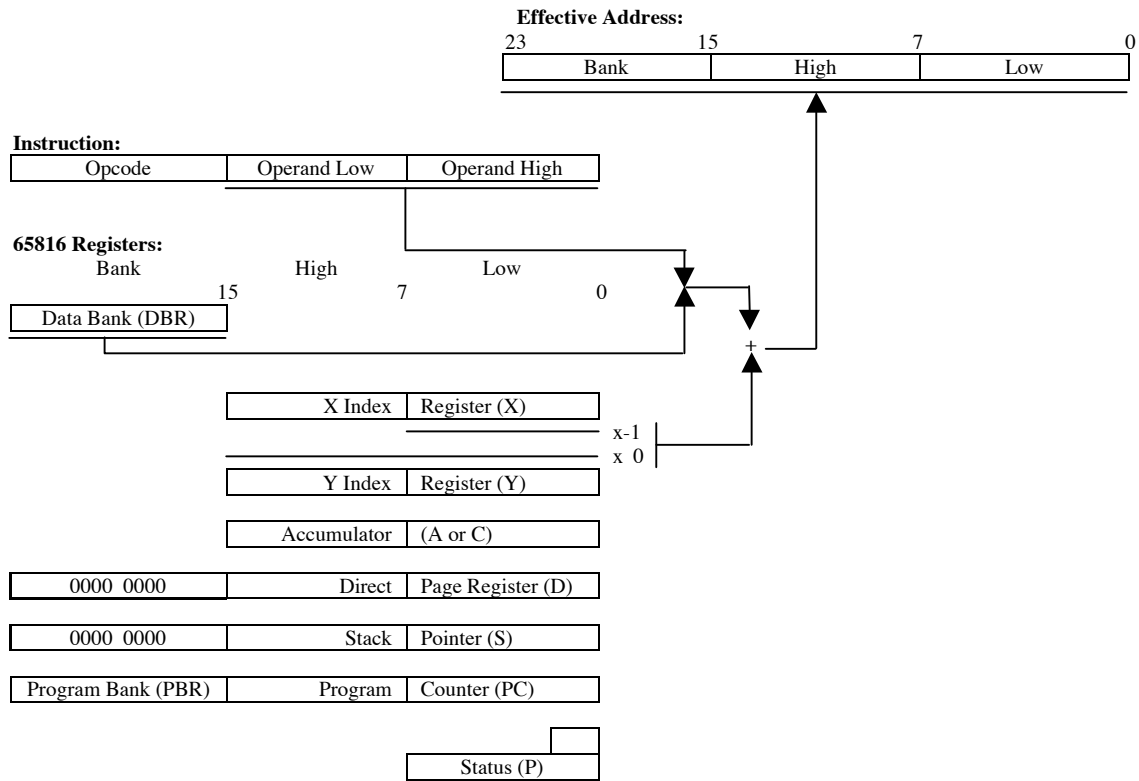 Effective Address:
23 15 7 0
Bank High Low
Instruction:
Opcode Operand Low Operand High
65816 Registers:
Bank High Low
15 7 0
Data Bank (DBR)
+
X Index Register (X)
x-1
x 0
Y Index Register (Y)
Accumulator (A or C)
0000 0000 Direct Page Register (D)
0000 0000 Stack Pointer (S)
Program Bank (PBR) Program Counter (PC)
Status (P)